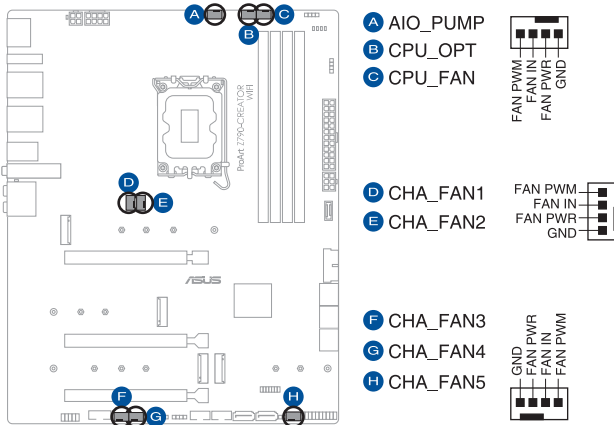 A AIO_PUMP
B CPU_OPT
C CPU_FAN
FAN PWM
FAN IN
FAN PWR
GND
A
B
C
ProArt Z790-CREATOR
WIFI
D
E
D CHA_FAN1
E CHA_FAN2
FAN PWM
FAN IN
FAN PWR
GND
ASUS
F CHA_FAN3
G CHA_FAN4
H CHA_FAN5
GND
FAN PWR
FAN IN
FAN PWM
F
G
H